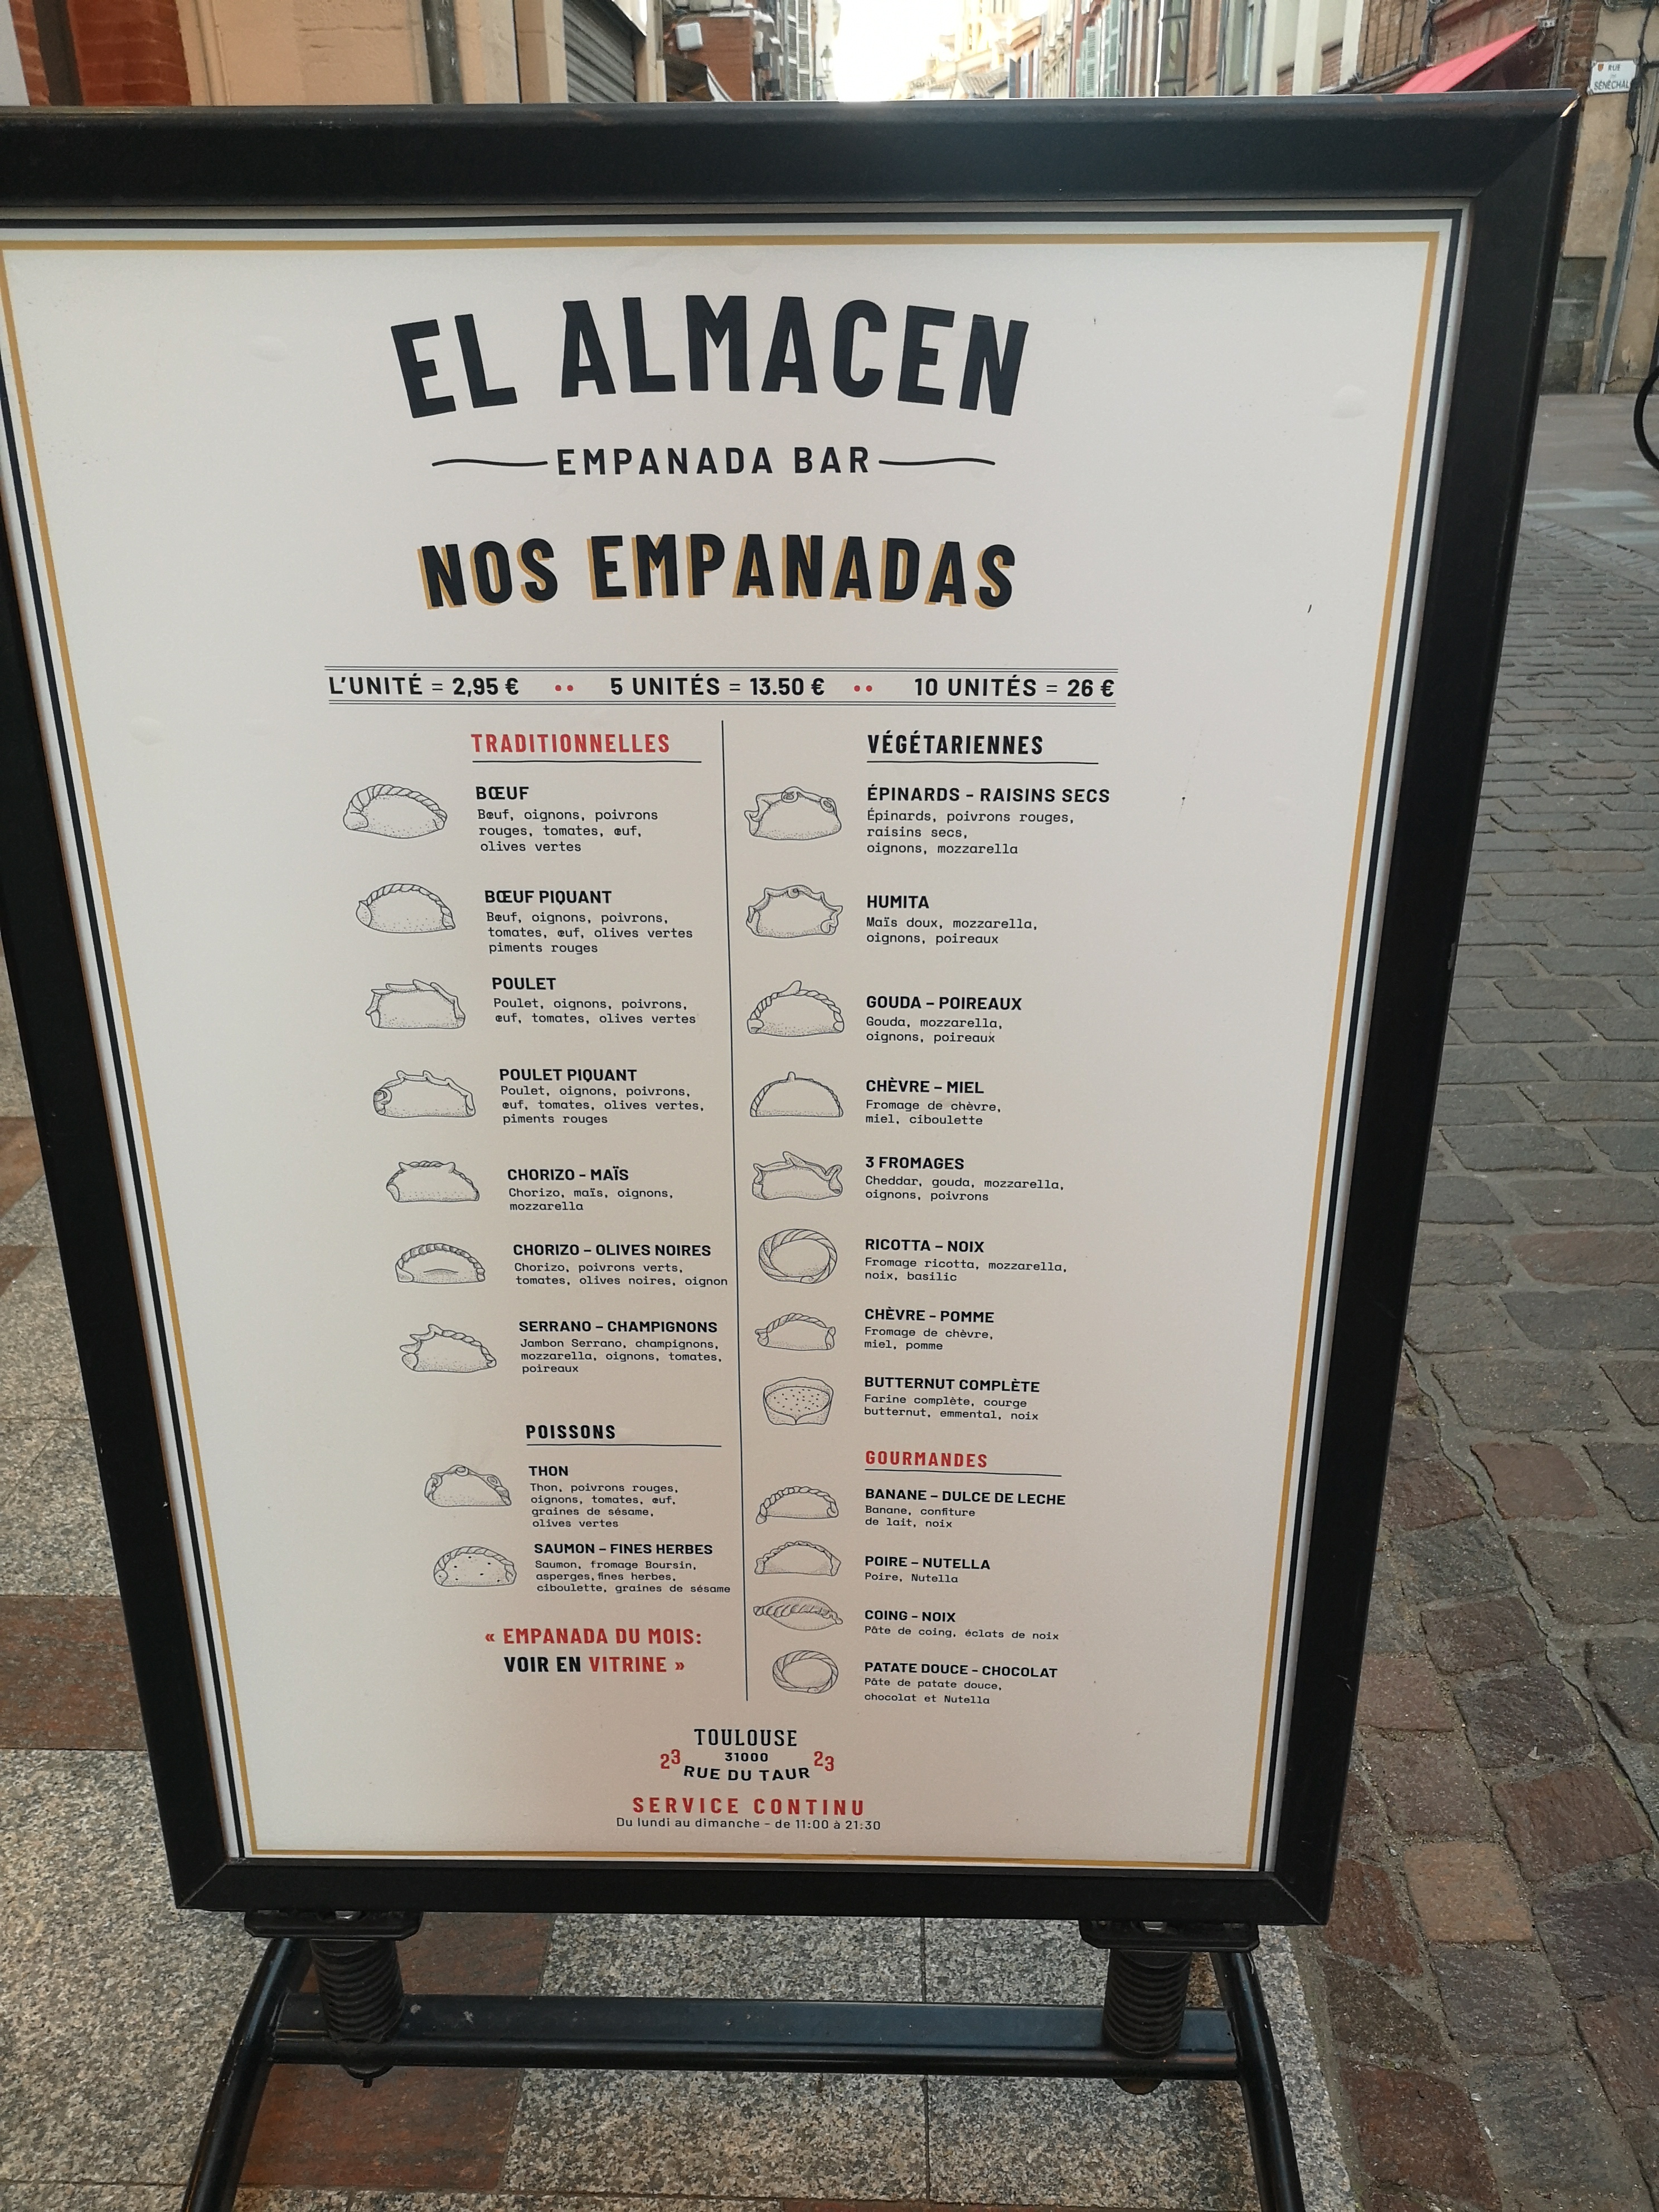 RUE
SÉNÉCHAL
EL ALMACEN
EMPANADA BAR
NOS EMPANADAS
L'UNITÉ = 2,95 € •• 5 UNITÉS = 13.50 € •• 10 UNITÉS = 26 €
TRADITIONNELLES
BŒUF
Bœuf, oignons, poivrons
rouges, tomates, œuf,
olives vertes
BŒUF PIQUANT
Bœuf, oignons, poivrons,
tomates, œuf, olives vertes
piments rouges
POULET
Poulet, oignons, poivrons,
œuf, tomates, olives vertes
POULET PIQUANT
Poulet, oignons, poivrons,
œuf, tomates, olives vertes,
piments rouges
CHORIZO – MAÏS
Chorizo, maïs, oignons,
mozzarella
CHORIZO – OLIVES NOIRES
Chorizo, poivrons verts,
tomates, olives noires, oignon
SERRANO – CHAMPIGNONS
Jambon Serrano, champignons,
mozzarella, oignons, tomates,
poireaux
POISSONS
THON
Thon, poivrons rouges,
oignons, tomates, œuf,
graines de sésame,
olives vertes
SAUMON – FINES HERBES
Saumon, fromage Boursin,
asperges, fines herbes,
ciboulette, graines de sésame
« EMPANADA DU MOIS:
VOIR EN VITRINE »
VÉGÉTARIENNES
ÉPINARDS - RAISINS SECS
Épinards, poivrons rouges,
raisins secs,
oignons, mozzarella
HUMITA
Maïs doux, mozzarella,
oignons, poireaux
GOUDA – POIREAUX
Gouda, mozzarella,
oignons, poireaux
CHÈVRE – MIEL
Fromage de chèvre,
miel, ciboulette
3 FROMAGES
Cheddar, gouda, mozzarella,
oignons, poivrons
RICOTTA – NOIX
Fromage ricotta, mozzarella,
noix, basilic
CHÈVRE – POMME
Fromage de chèvre,
miel, pomme
BUTTERNUT COMPLÈTE
Farine complète, courge
butternut, emmental, noix
GOURMANDES
BANANE – DULCE DE LECHE
Banane, confiture
de lait, noix
POIRE – NUTELLA
Poire, Nutella
COING - NOIX
Pâte de coing, éclats de noix
PATATE DOUCE - CHOCOLAT
Pâte de patate douce,
chocolat et Nutella
TOULOUSE
23 31000 23
RUE DU TAUR
SERVICE CONTINU
Du lundi au dimanche - de 11:00 à 21:30